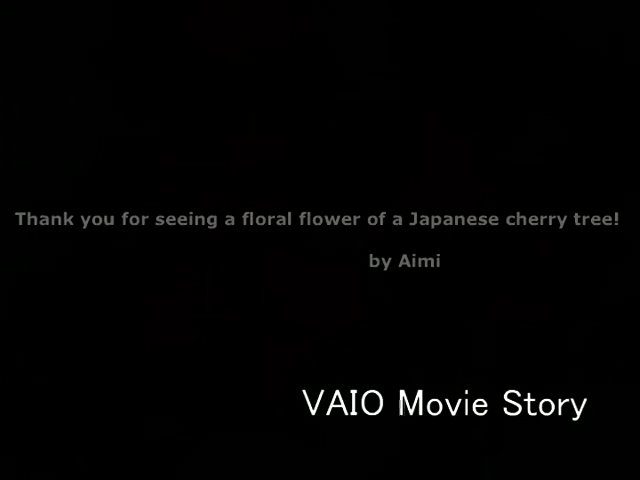 Thank you for seeing a floral flower of a Japanese cherry tree!
by Aimi
VAIO Movie Story